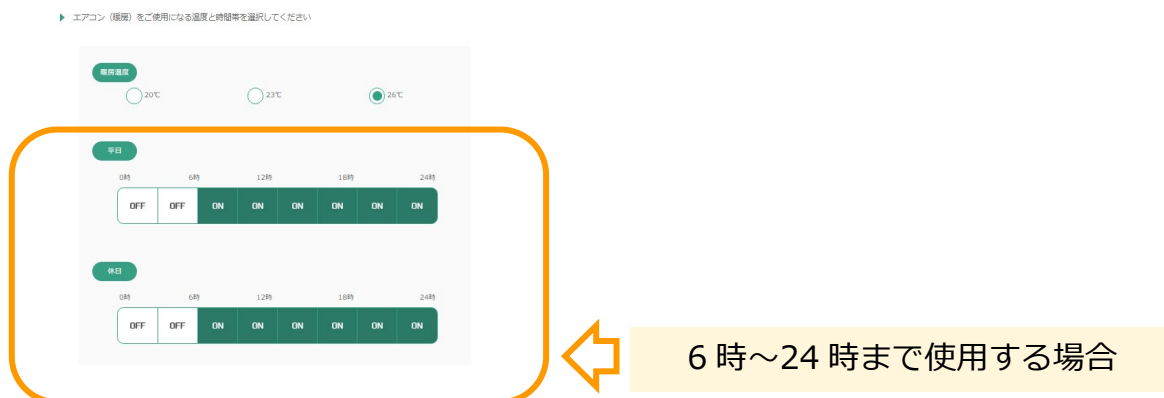 エアコン（暖房）をご使用になる温度と時間帯を選択してください
暖房温度
20℃ 23℃ 26℃
平日
0時 6時 12時 18時 24時
OFF OFF ON ON ON ON ON ON
休日
0時 6時 12時 18時 24時
OFF OFF ON ON ON ON ON ON
6 時～24 時まで使用する場合